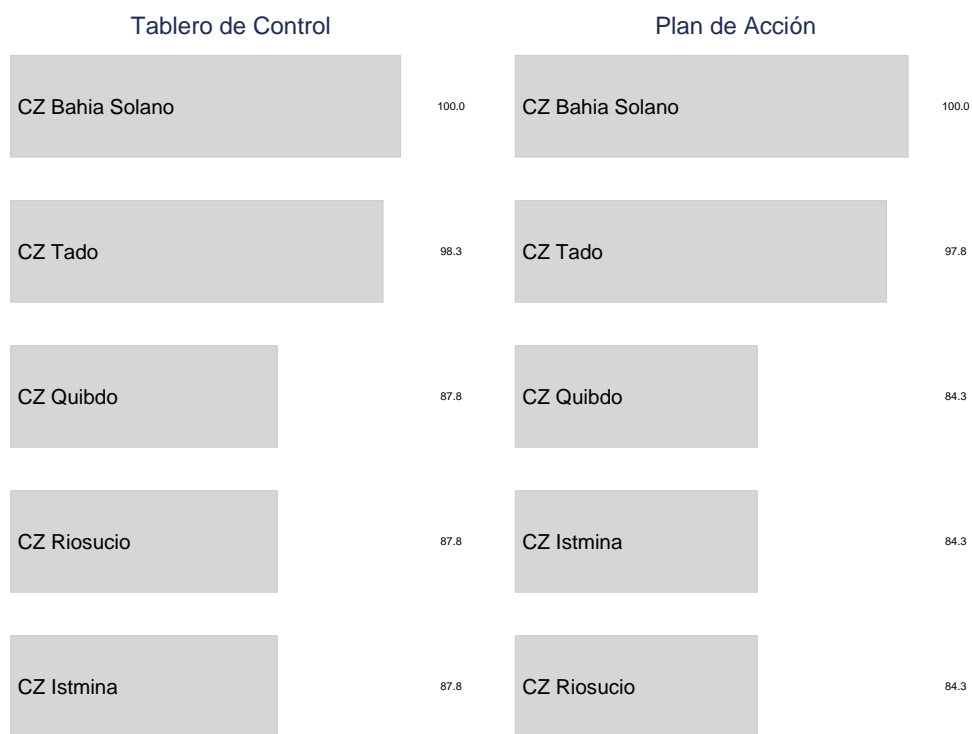 Tablero de Control
CZ Bahia Solano 100.0
CZ Tado 98.3
CZ Quibdo 87.8
CZ Riosucio 87.8
CZ Istmina 87.8
Plan de Acción
CZ Bahia Solano 100.0
CZ Tado 97.8
CZ Quibdo 84.3
CZ Istmina 84.3
CZ Riosucio 84.3